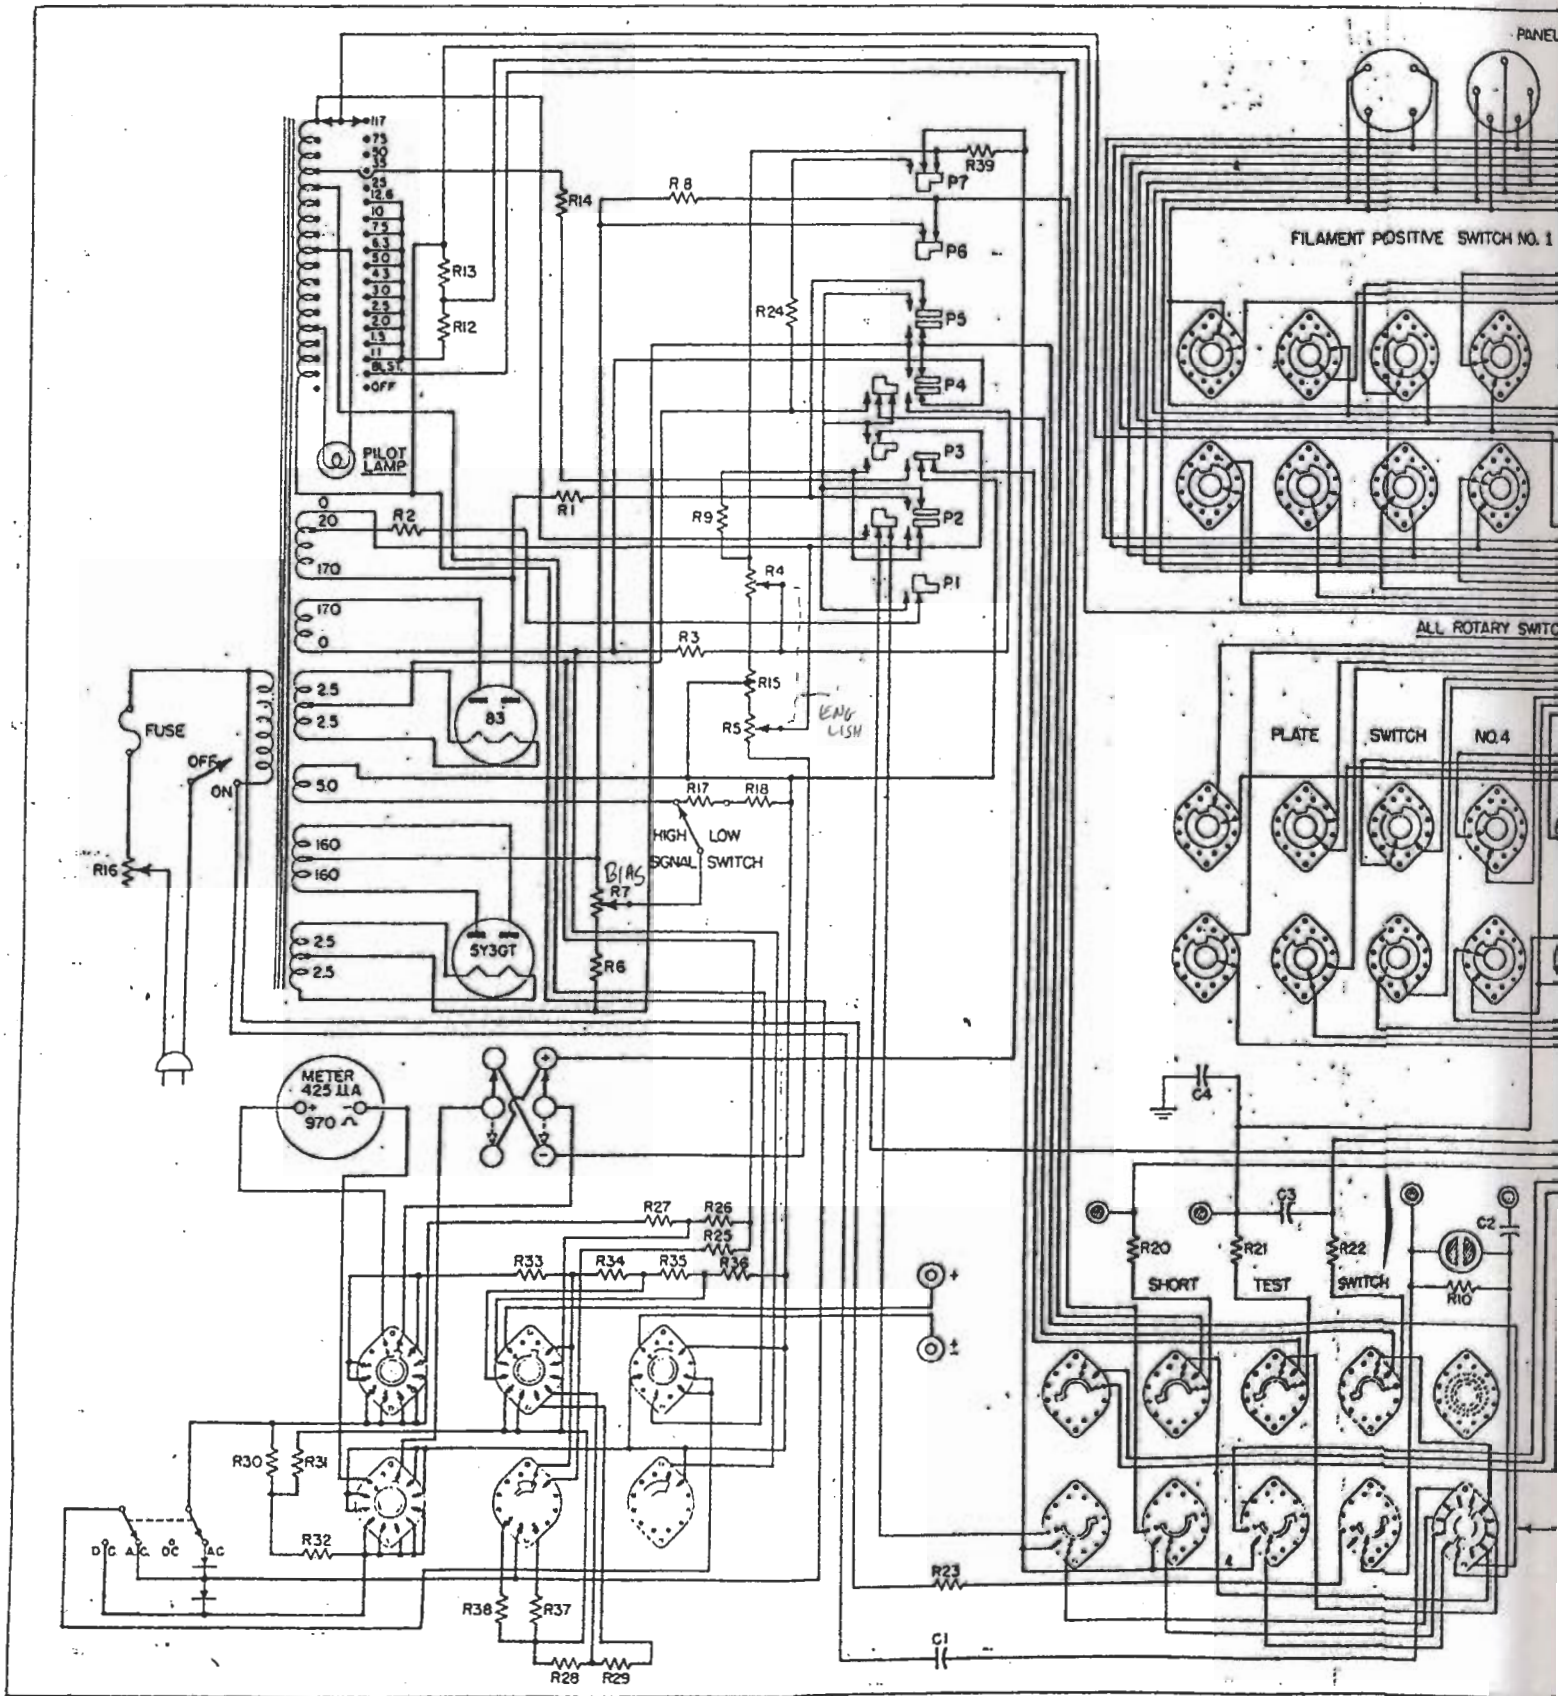 PANEL
117
75
50
35
25
12.6
10
7.5
6.3
5.0
4.3
3.0
2.5
2.0
1.5
1.1
BLST.
OFF
R13
R12
R14
R8
R39
P7
P6
P5
P4
P3
P2
P1
R24
FILAMENT POSITIVE SWITCH NO. 1
PILOT
LAMP
0
20
170
R2
R1
R9
R4
170
0
R3
ALL ROTARY SWITC
2.5
2.5
83
R15
R5
ENG
LISH
FUSE
OFF
ON
5.0
R17
R18
HIGH LOW
SIGNAL SWITCH
PLATE SWITCH NO.4
160
160
BIAS
R7
R16
5Y3GT
2.5
2.5
R6
METER
425 µA
+ -
970
+
-
C4
R27
R26
R25
R33
R34
R35
R36
+
±
C3
C2
R20
R21
R22
R10
SHORT TEST SWITCH
R30
R31
R32
D.C. A.C. DC AC
R38
R37
R28
R29
R23
C1